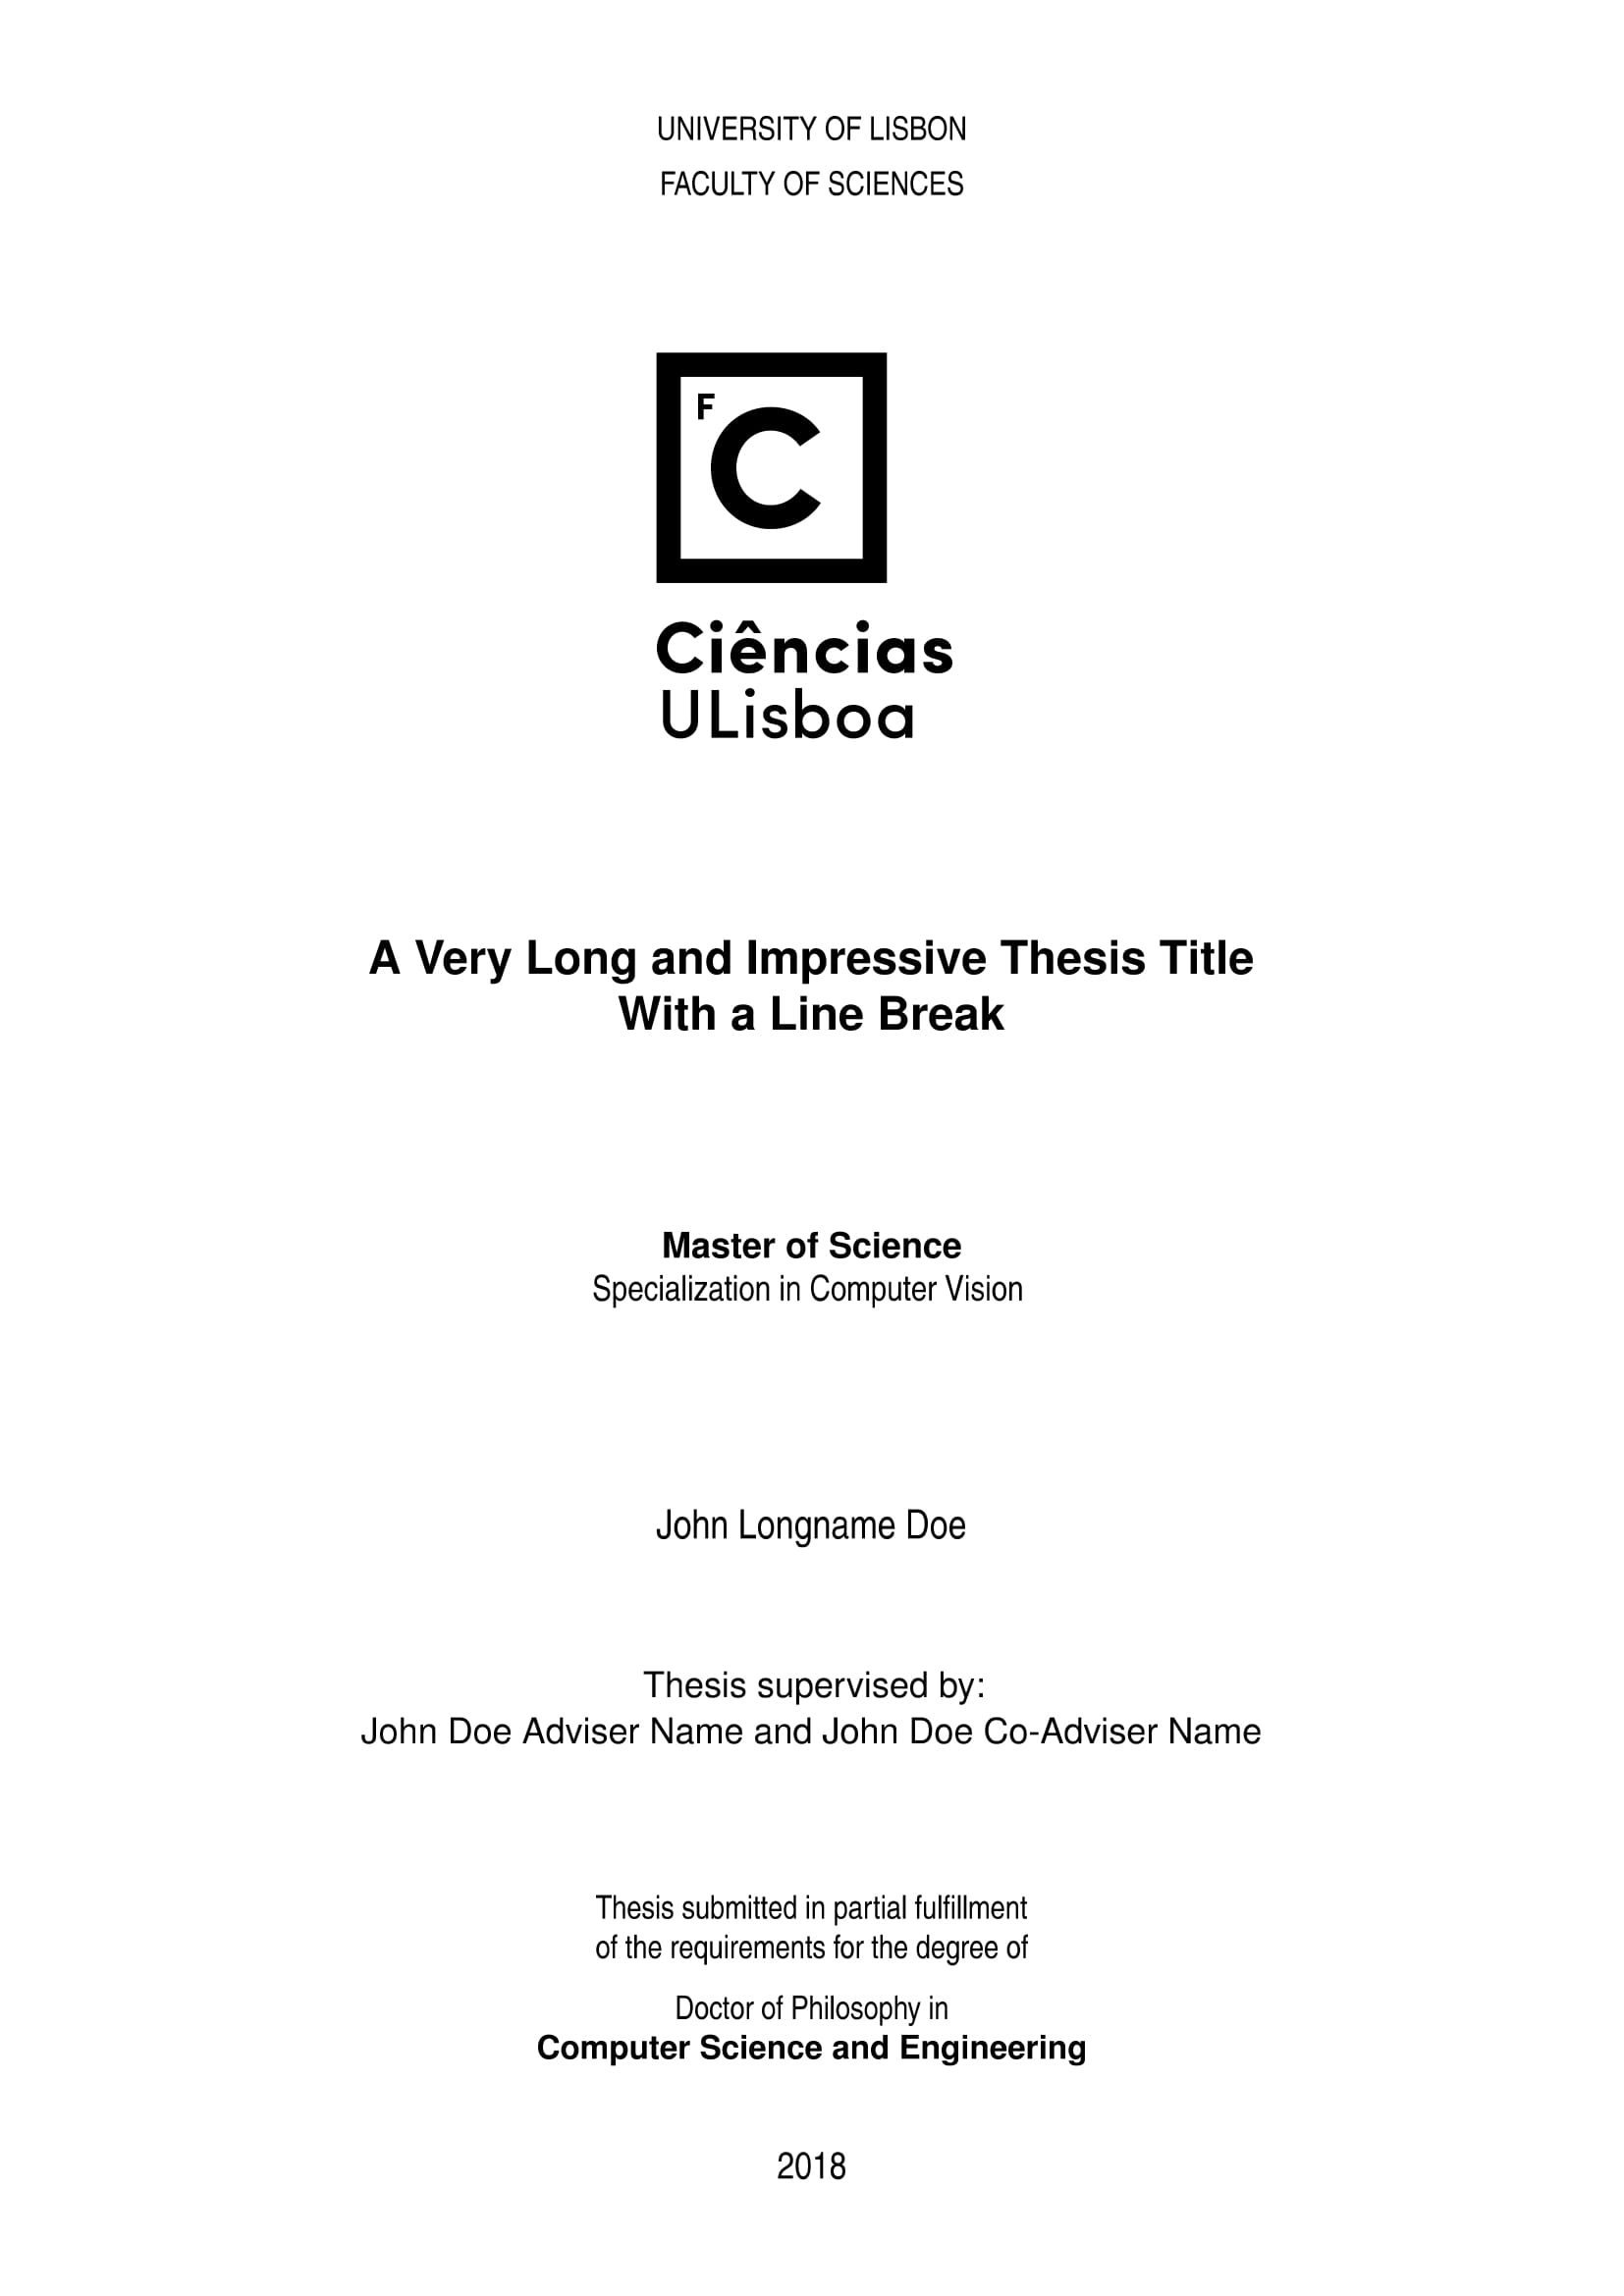 UNIVERSITY OF LISBON
FACULTY OF SCIENCES
F
C
Ciências
ULisboa
A Very Long and Impressive Thesis Title
With a Line Break
Master of Science
Specialization in Computer Vision
John Longname Doe
Thesis supervised by:
John Doe Adviser Name and John Doe Co-Adviser Name
Thesis submitted in partial fulfillment
of the requirements for the degree of
Doctor of Philosophy in
Computer Science and Engineering
2018